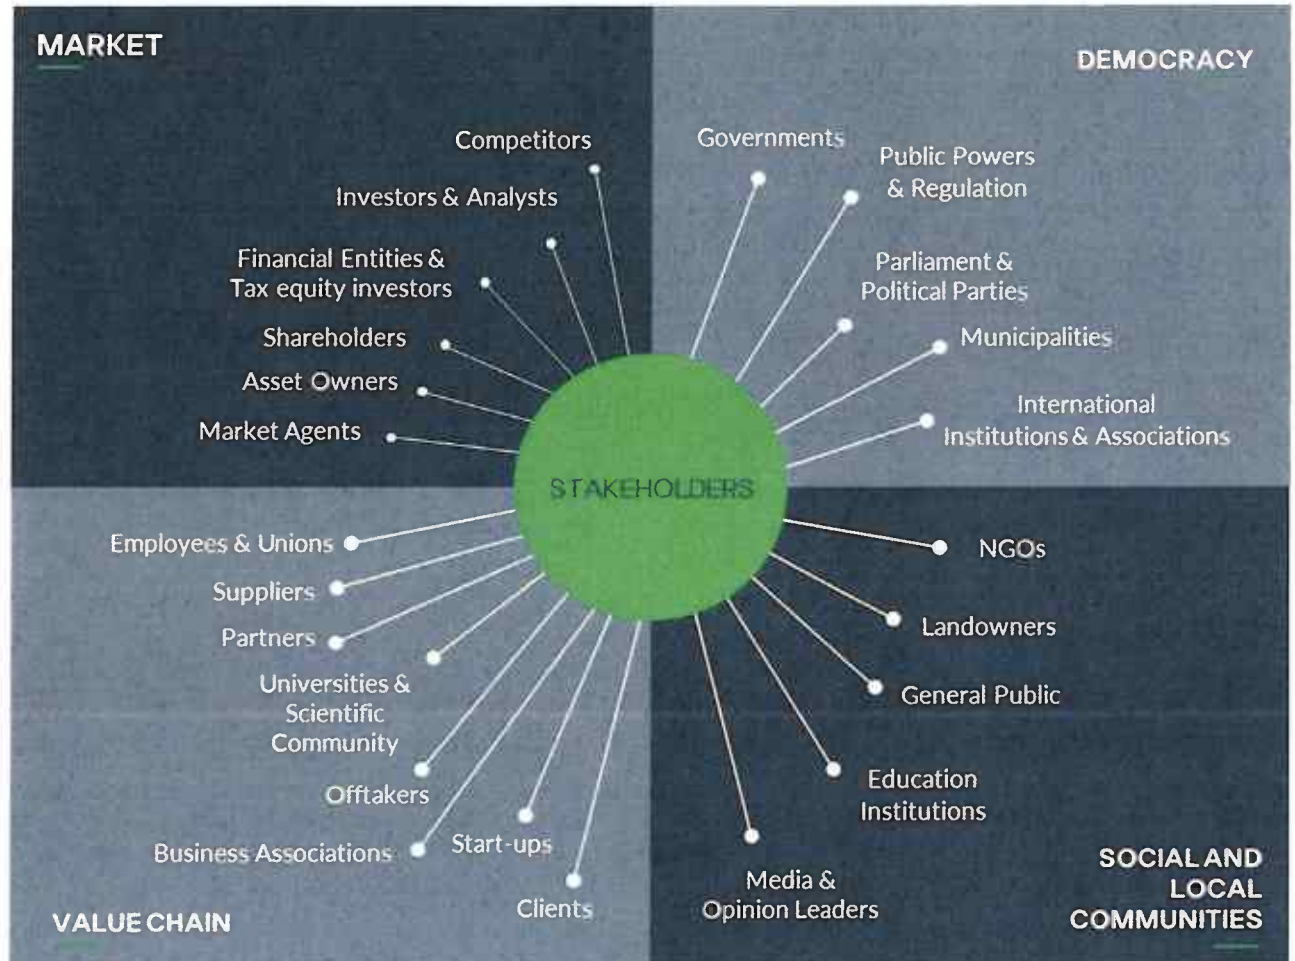 MARKET
DEMOCRACY
Competitors
Investors & Analysts
Financial Entities &
Tax equity investors
Shareholders
Asset Owners
Market Agents
Governments
Public Powers
& Regulation
Parliament &
Political Parties
Municipalities
International
Institutions & Associations
STAKEHOLDERS
Employees & Unions
Suppliers
Partners
Universities &
Scientific
Community
Offtakers
Business Associations
Start-ups
Clients
VALUE CHAIN
NGOs
Landowners
General Public
Education
Institutions
Media &
Opinion Leaders
SOCIAL AND
LOCAL
COMMUNITIES